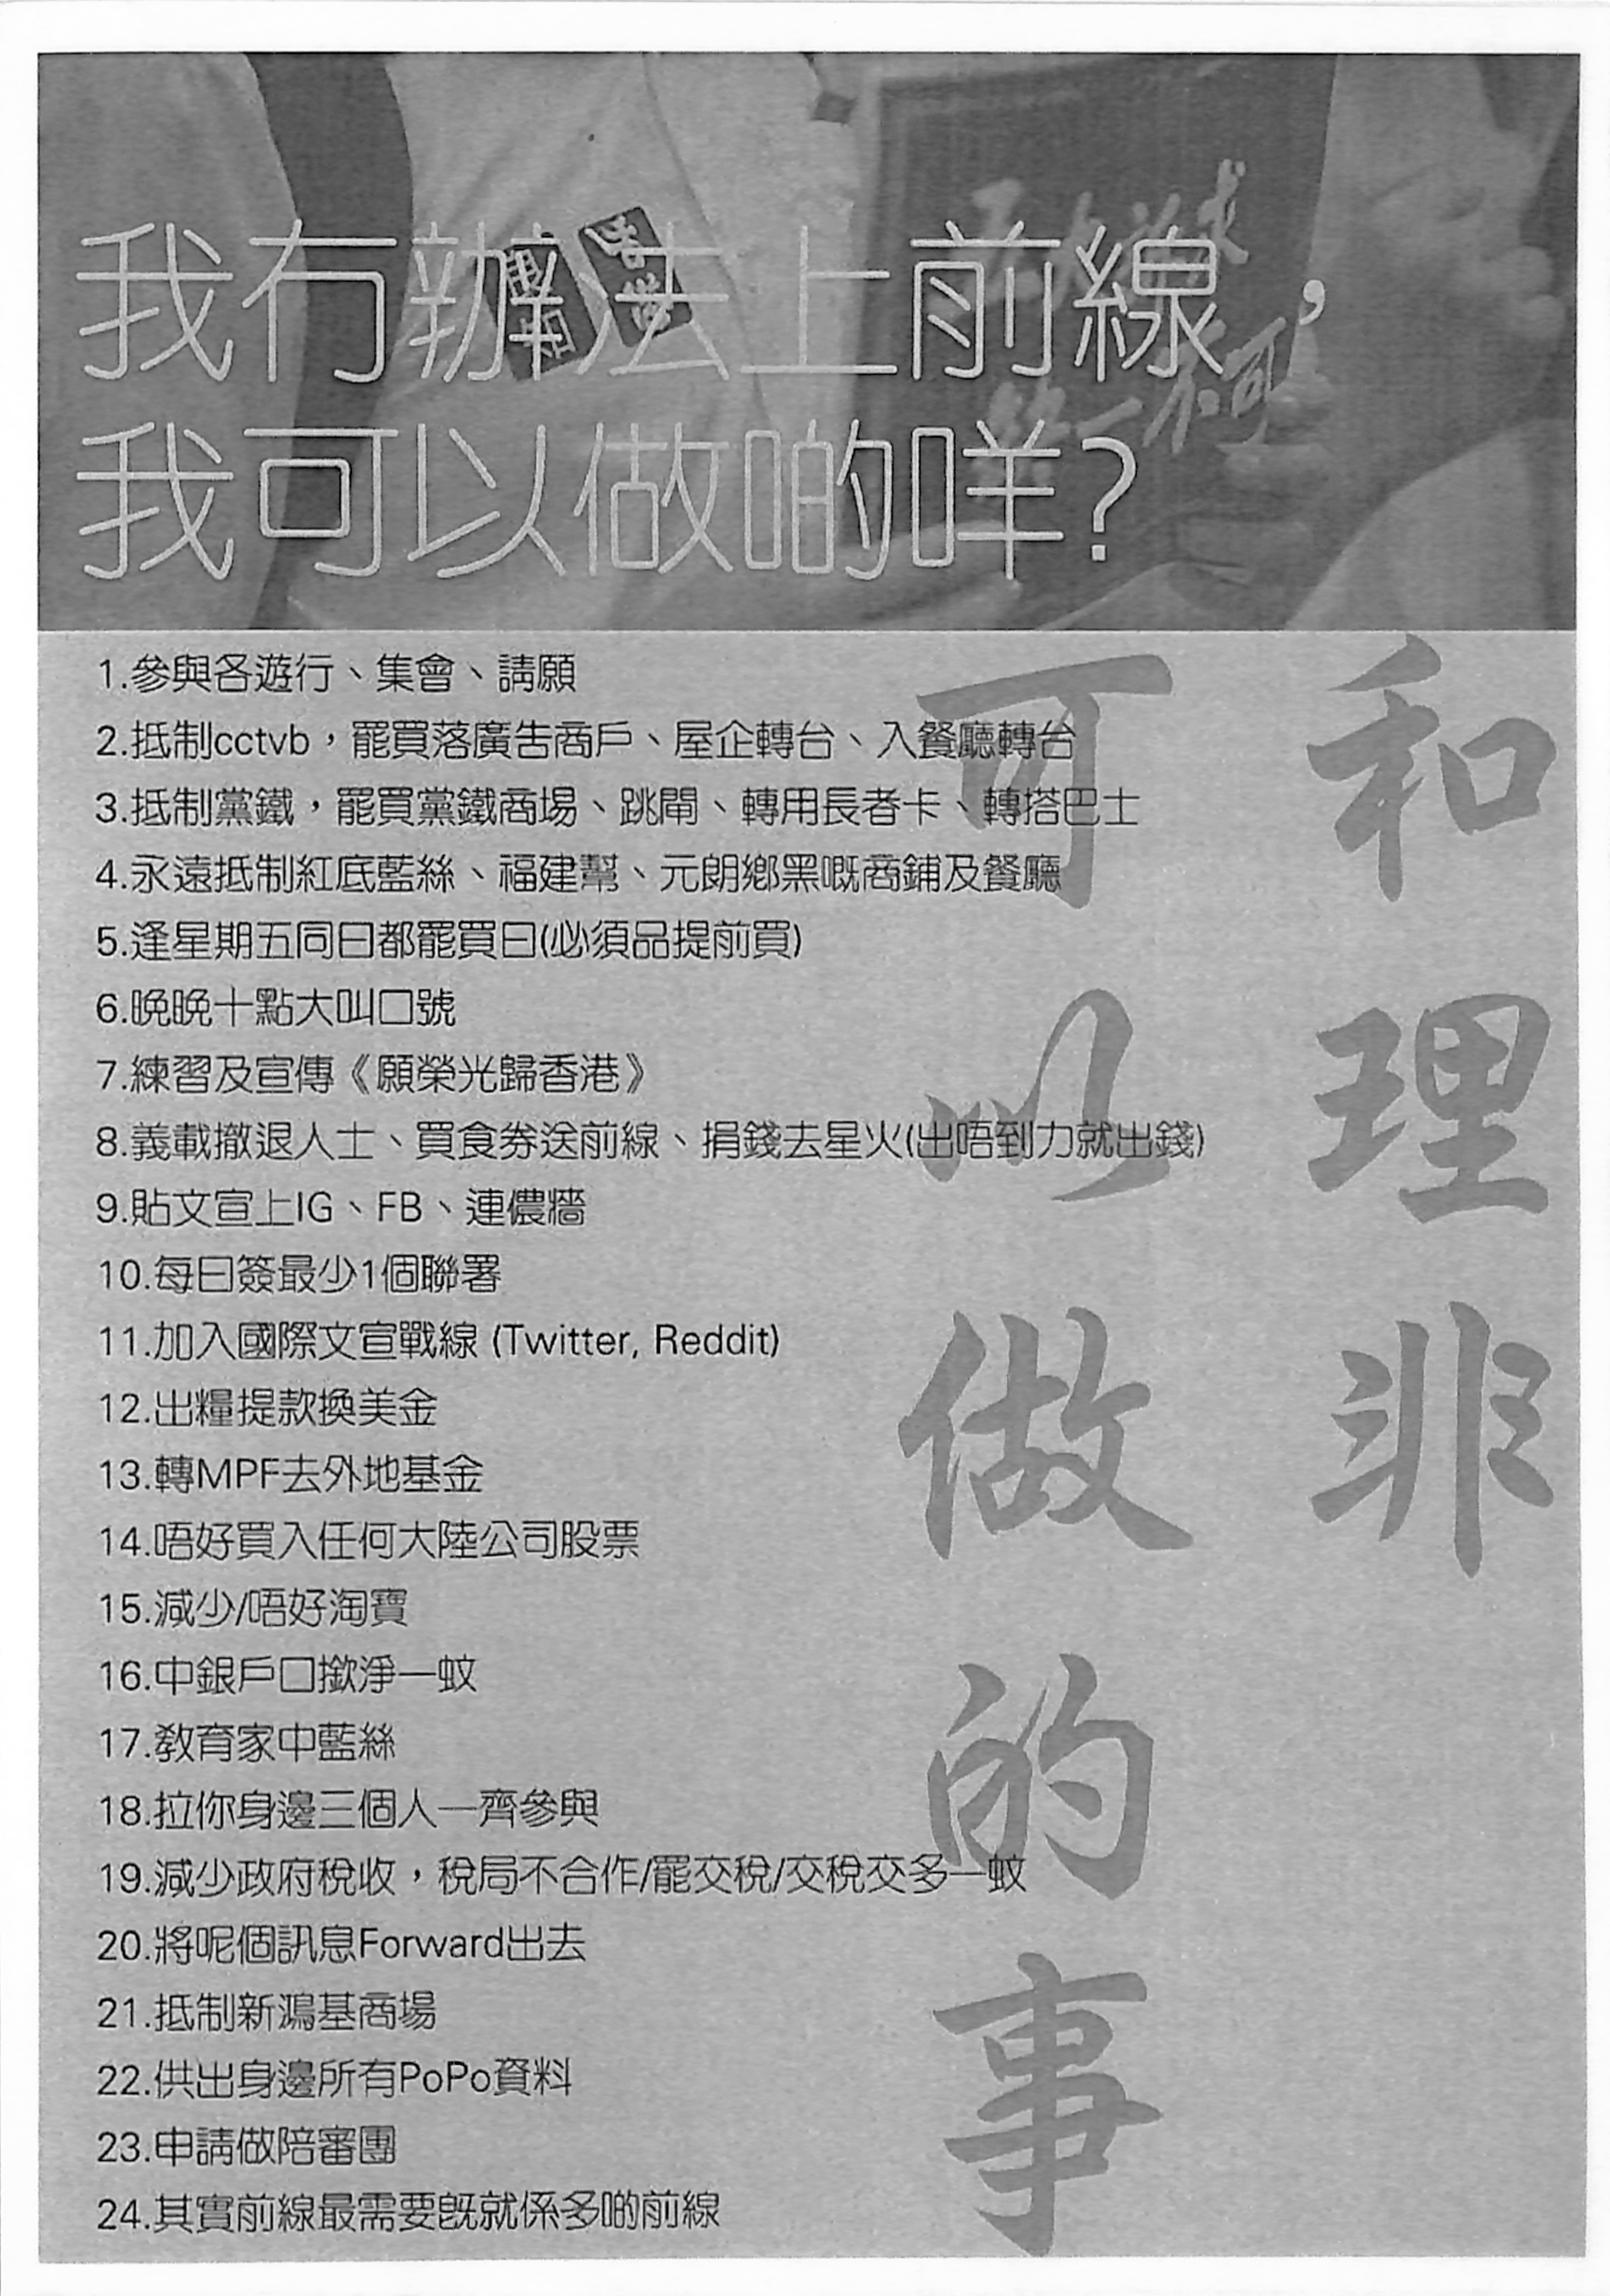 我冇辦法上前線，
我可以做啲咩?
1.參與各遊行、集會、請願
2.抵制cctvb，罷買落廣告商戶、屋企轉台、入餐廳轉台
3.抵制黨鐵，罷買黨鐵商場、跳閘、轉用長者卡、轉搭巴士
4.永遠抵制紅底藍絲、福建幫、元朗鄉黑嘅商鋪及餐廳
5.逢星期五同日都罷買日(必須品提前買)
6.晚晚十點大叫口號
7.練習及宣傳《願榮光歸香港》
8.義載撤退人士、買食券送前線、捐錢去星火(出唔到力就出錢)
9.貼文宣上IG、FB、連儂牆
10.每日簽最少1個聯署
11.加入國際文宣戰線 (Twitter, Reddit)
12.出糧提款換美金
13.轉MPF去外地基金
14.唔好買入任何大陸公司股票
15.減少/唔好淘寶
16.中銀戶口撳淨一蚊
17.教育家中藍絲
18.拉你身邊三個人一齊參與
19.減少政府稅收，稅局不合作/罷交稅/交稅交多一蚊
20.將呢個訊息Forward出去
21.抵制新鴻基商場
22.供出身邊所有PoPo資料
23.申請做陪審團
24.其實前線最需要既就係多啲前線
和理非
可以做的事